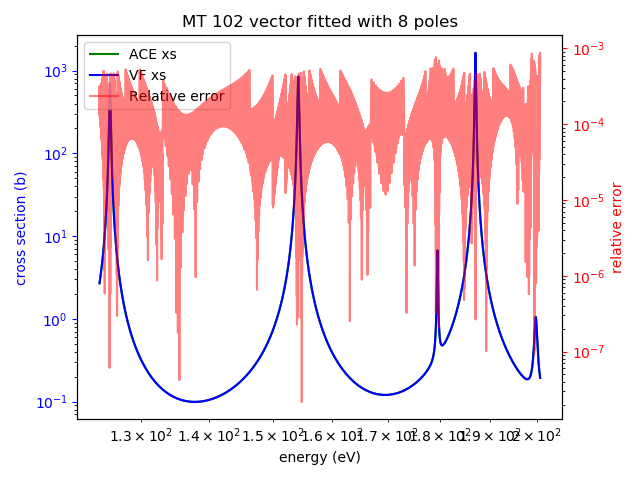 MT 102 vector fitted with 8 poles
ACE xs
VF xs
Relative error
cross section (b)
10³
10²
10¹
10⁰
10⁻¹
10⁻³
10⁻⁴
10⁻⁵
10⁻⁶
10⁻⁷
relative error
1.3 × 10² 1.4 × 10² 1.5 × 10² 1.6 × 10² 1.7 × 10² 1.8 × 10² 1.9 × 10² 2 × 10²
energy (eV)